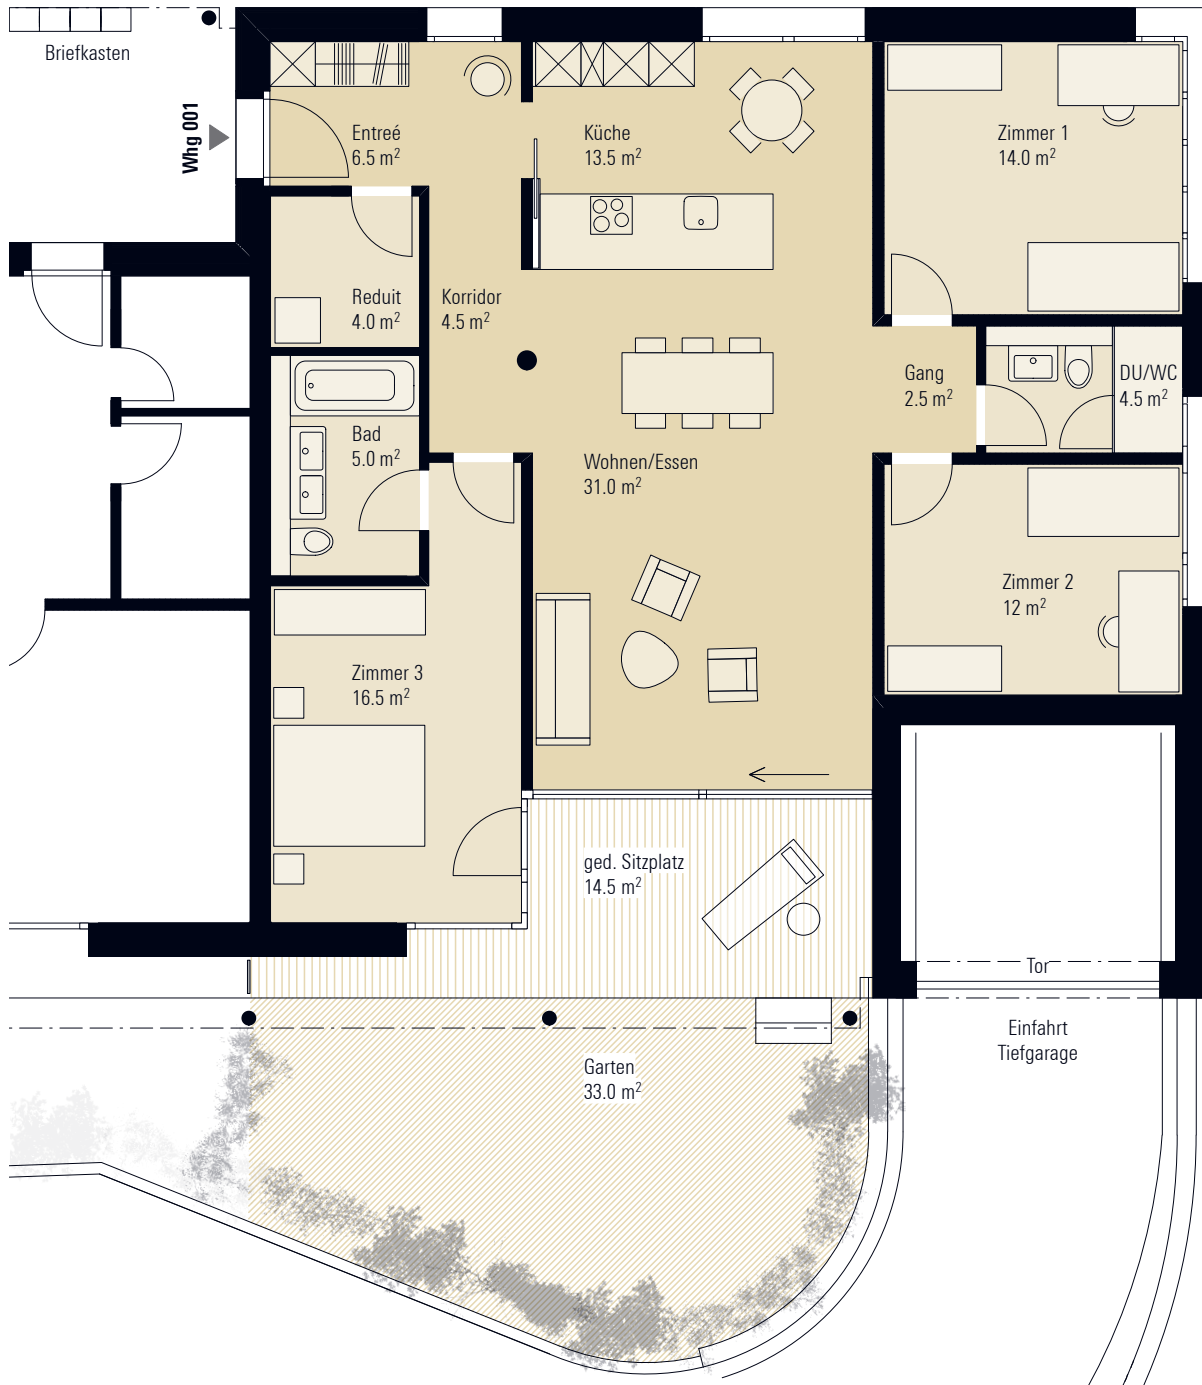 Briefkasten
Whg 001
Entreé
6.5 m²
Küche
13.5 m²
Zimmer 1
14.0 m²
Reduit
4.0 m²
Korridor
4.5 m²
Gang
2.5 m²
DU/WC
4.5 m²
Bad
5.0 m²
Wohnen/Essen
31.0 m²
Zimmer 2
12 m²
Zimmer 3
16.5 m²
ged. Sitzplatz
14.5 m²
Tor
Einfahrt
Tiefgarage
Garten
33.0 m²